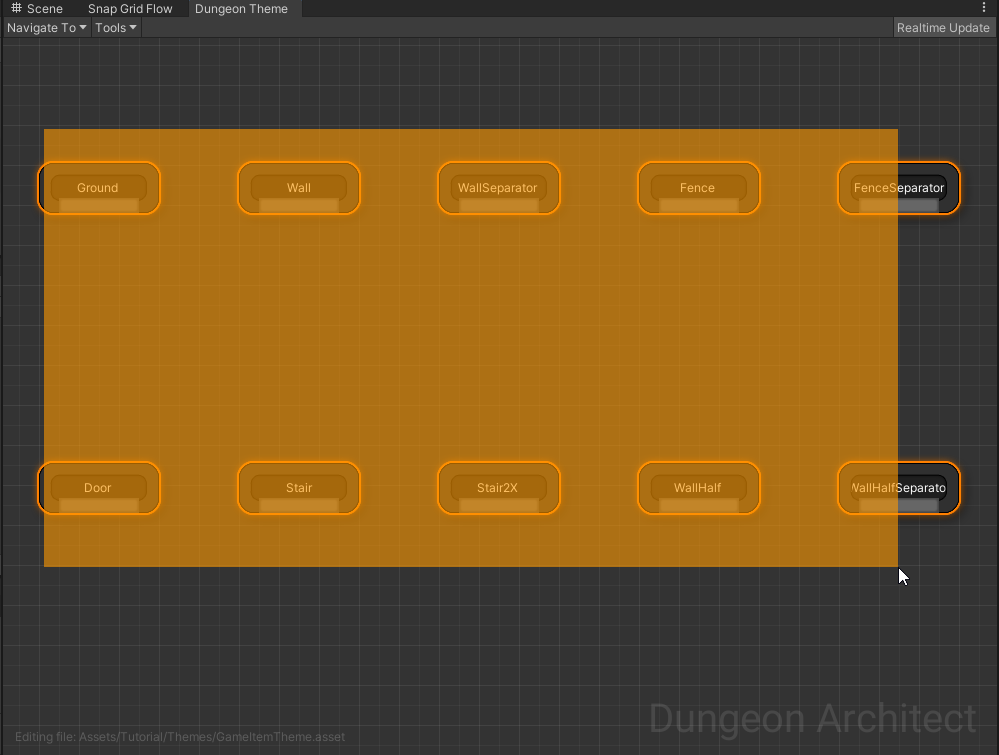 Scene Snap Grid Flow Dungeon Theme
Navigate To Tools Realtime Update
Ground Wall WallSeparator Fence FenceSeparator
Door Stair Stair2X WallHalf WallHalfSeparato
Dungeon Architect
Editing file: Assets/Tutorial/Themes/GameItemTheme.asset